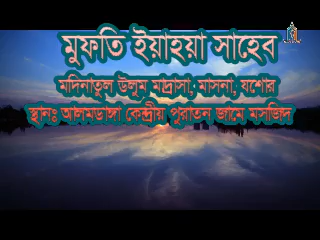 মুফতি ইয়াহয়া সাহেব
মদিনাতুল উলুম মাদ্রাসা, মাসনা, যশোর
স্থানঃ আলমডাঙ্গা কেন্দ্রীয় পুরাতন জামে মসজিদ